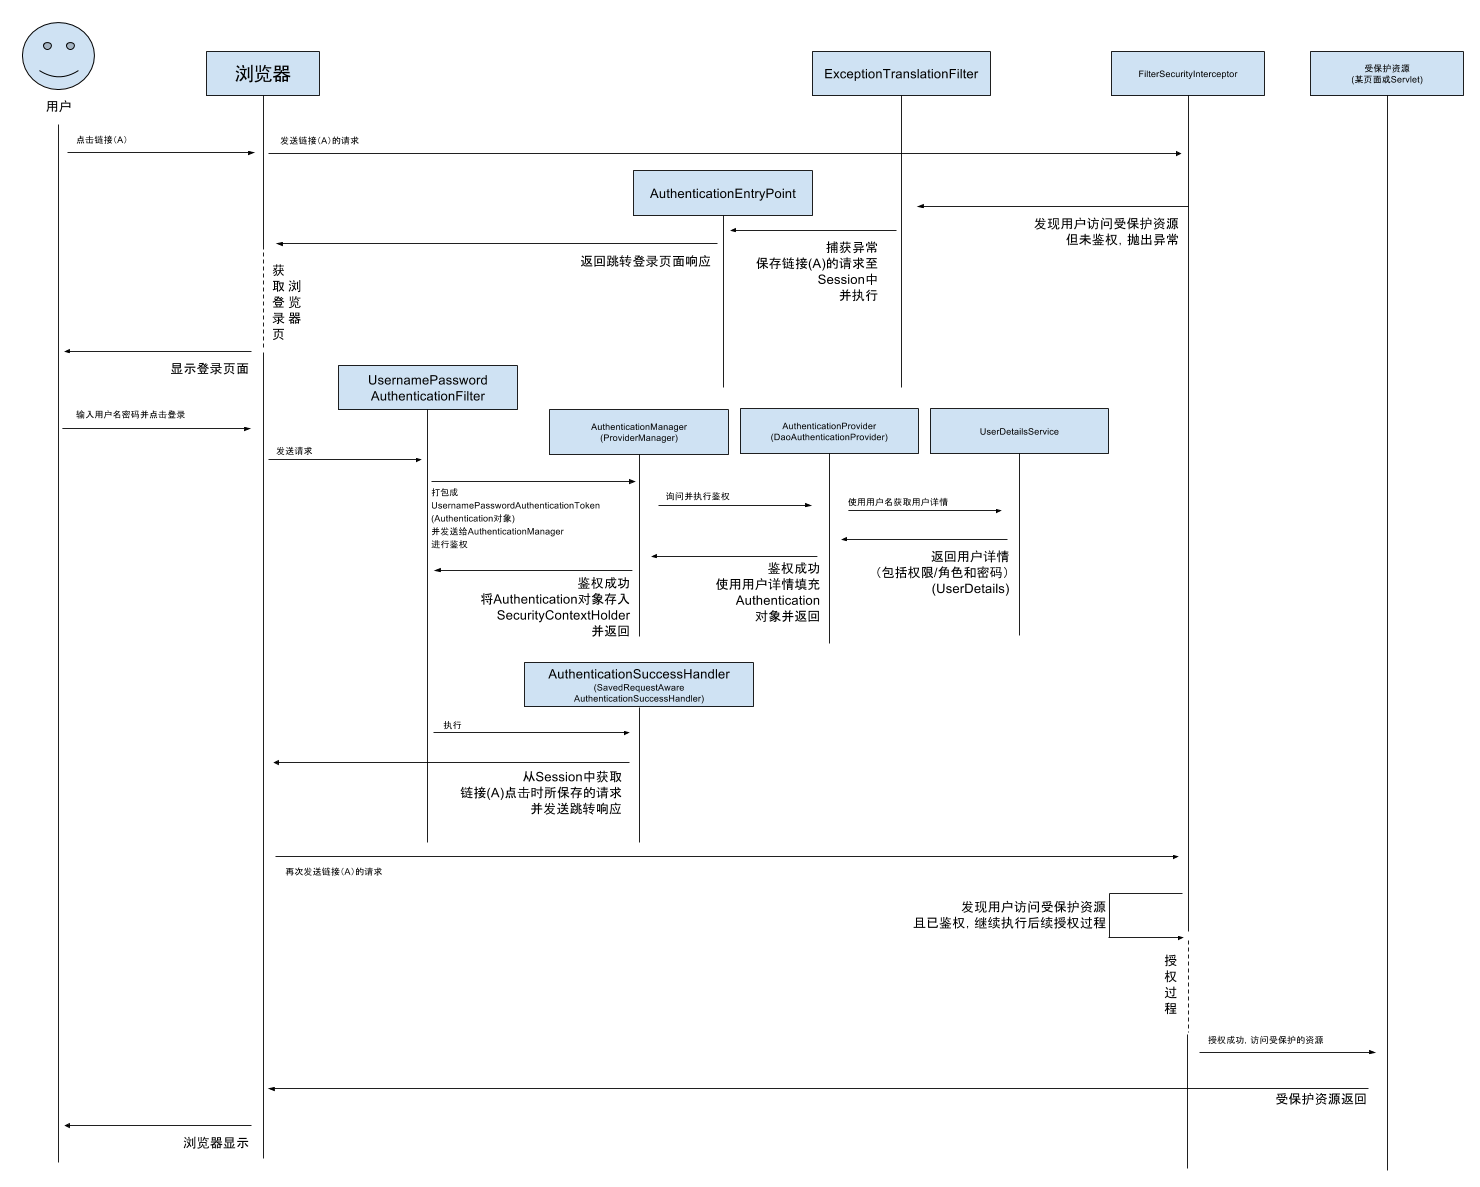 用户
浏览器
ExceptionTranslationFilter
FilterSecurityInterceptor
受保护资源
(某页面或Servlet)
点击链接(A)
发送链接(A)的请求
AuthenticationEntryPoint
发现用户访问受保护资源
但未鉴权, 抛出异常
捕获异常
保存链接(A)的请求至
Session中
并执行
返回跳转登录页面响应
浏览器
获取登录页
显示登录页面
UsernamePassword
AuthenticationFilter
输入用户名密码并点击登录
AuthenticationManager
(ProviderManager)
AuthenticationProvider
(DaoAuthenticationProvider)
UserDetailsService
发送请求
打包成
UsernamePasswordAuthenticationToken
(Authentication对象)
并发送给AuthenticationManager
进行鉴权
询问并执行鉴权
使用用户名获取用户详情
返回用户详情
（包括权限/角色和密码）
(UserDetails)
鉴权成功
使用用户详情填充
Authentication
对象并返回
鉴权成功
将Authentication对象存入
SecurityContextHolder
并返回
AuthenticationSuccessHandler
(SavedRequestAware
AuthenticationSuccessHandler)
执行
从Session中获取
链接(A)点击时所保存的请求
并发送跳转响应
再次发送链接(A)的请求
发现用户访问受保护资源
且已鉴权, 继续执行后续授权过程
授权过程
授权成功, 访问受保护的资源
受保护资源返回
浏览器显示